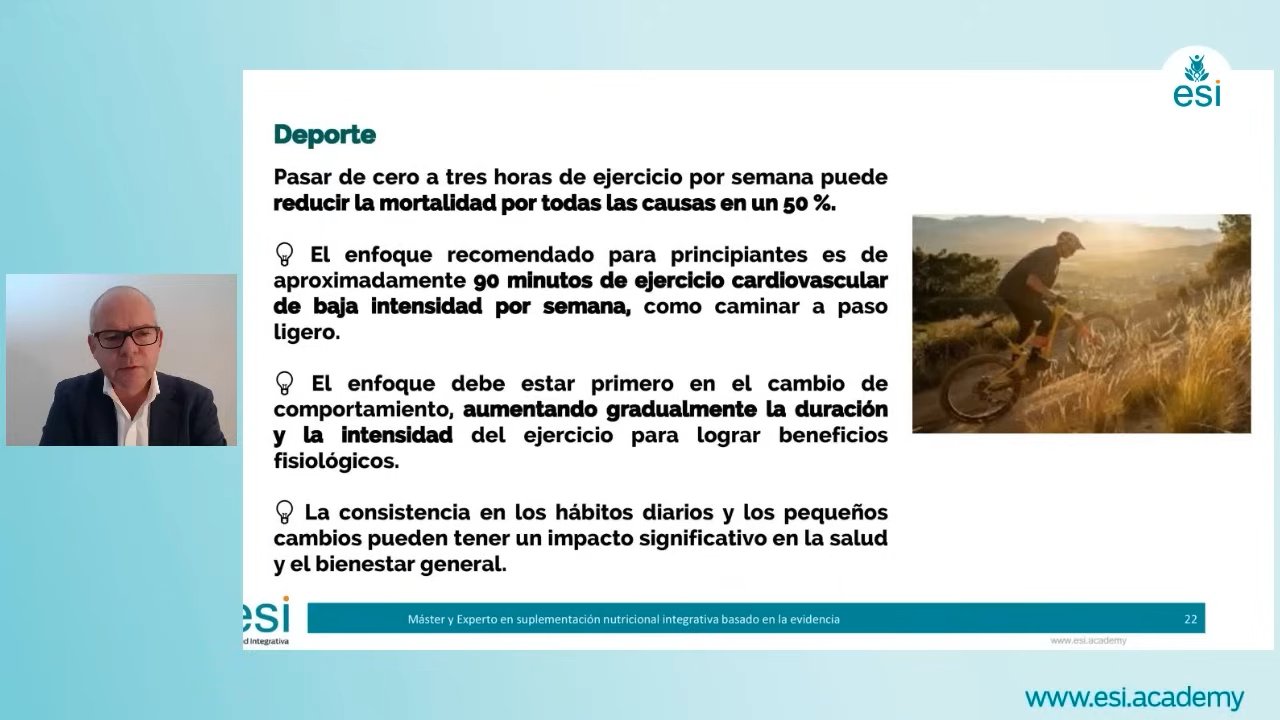 esi
Deporte
Pasar de cero a tres horas de ejercicio por semana puede
reducir la mortalidad por todas las causas en un 50 %.
El enfoque recomendado para principiantes es de
aproximadamente 90 minutos de ejercicio cardiovascular
de baja intensidad por semana, como caminar a paso
ligero.
El enfoque debe estar primero en el cambio de
comportamiento, aumentando gradualmente la duración
y la intensidad del ejercicio para lograr beneficios
fisiológicos.
La consistencia en los hábitos diarios y los pequeños
cambios pueden tener un impacto significativo en la salud
y el bienestar general.
esi
d Integrativa
Máster y Experto en suplementación nutricional integrativa basado en la evidencia
22
www.esi.academy
www.esi.academy